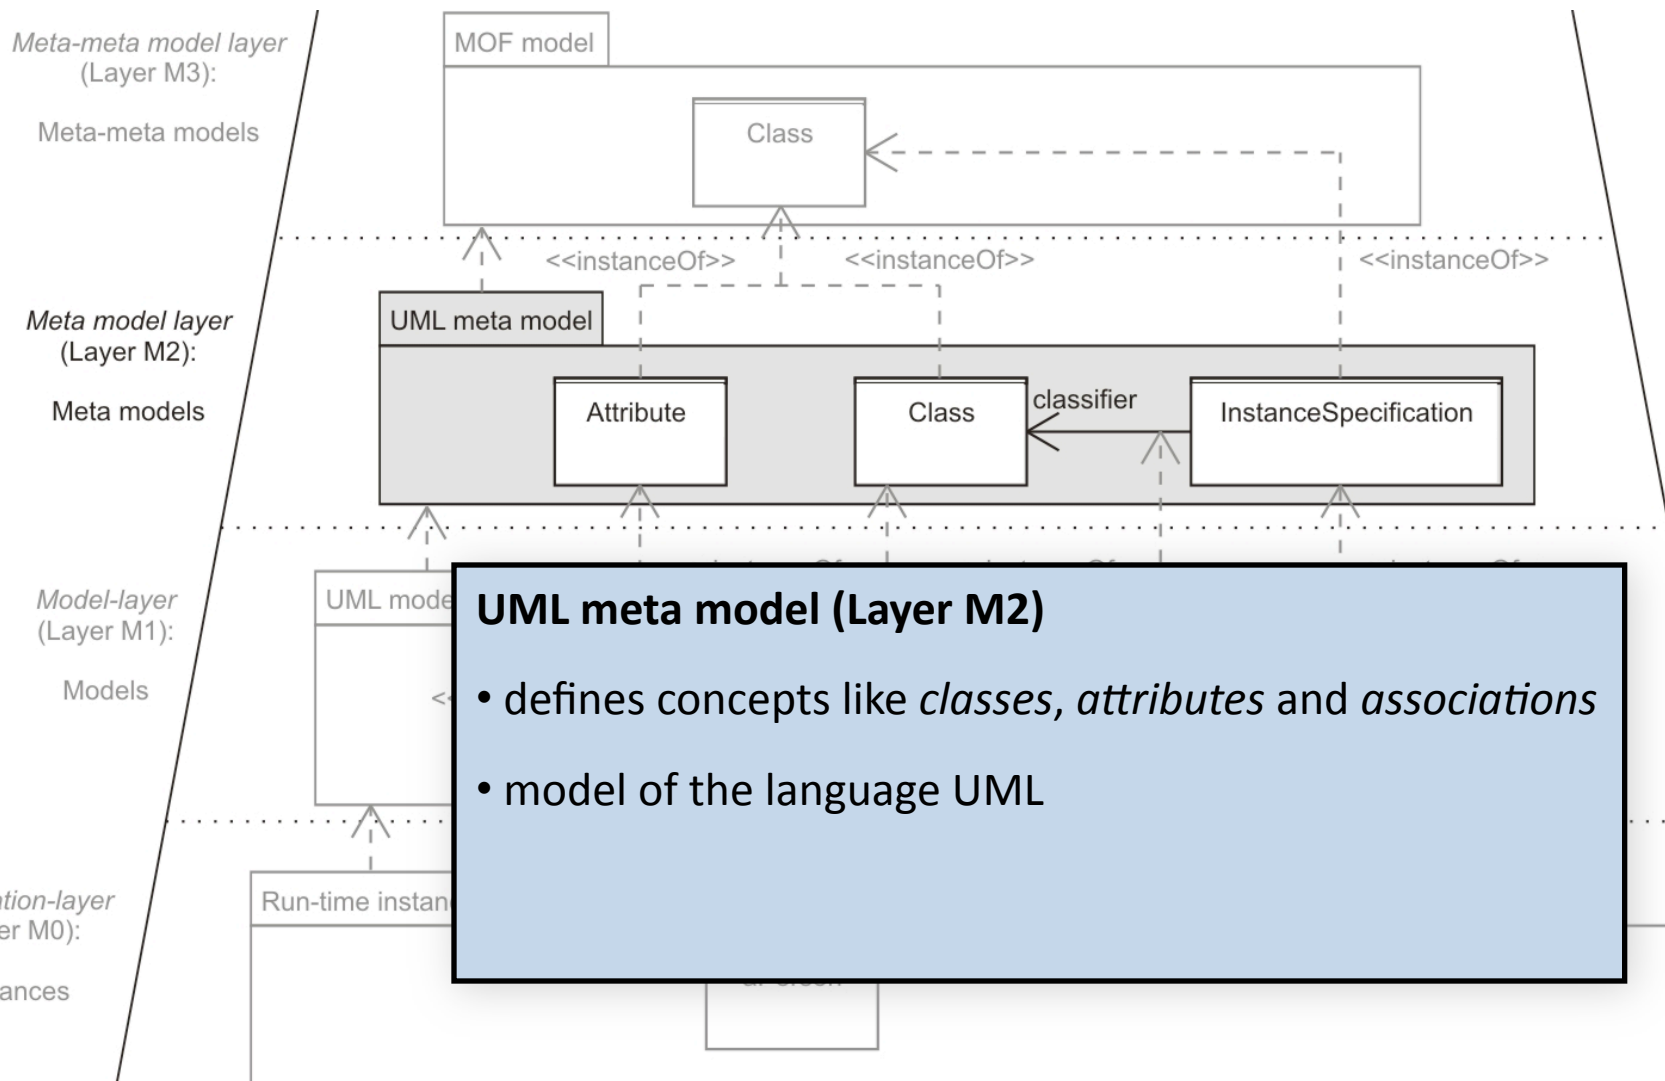 Meta-meta model layer
(Layer M3):
Meta-meta models
MOF model
Class
<<instanceOf>>
<<instanceOf>>
<<instanceOf>>
Meta model layer
(Layer M2):
Meta models
UML meta model
Attribute
Class
classifier
InstanceSpecification
Model-layer
(Layer M1):
Models
UML mode
UML meta model (Layer M2)
• defines concepts like classes, attributes and associations
• model of the language UML
ation-layer
er M0):
ances
Run-time instan